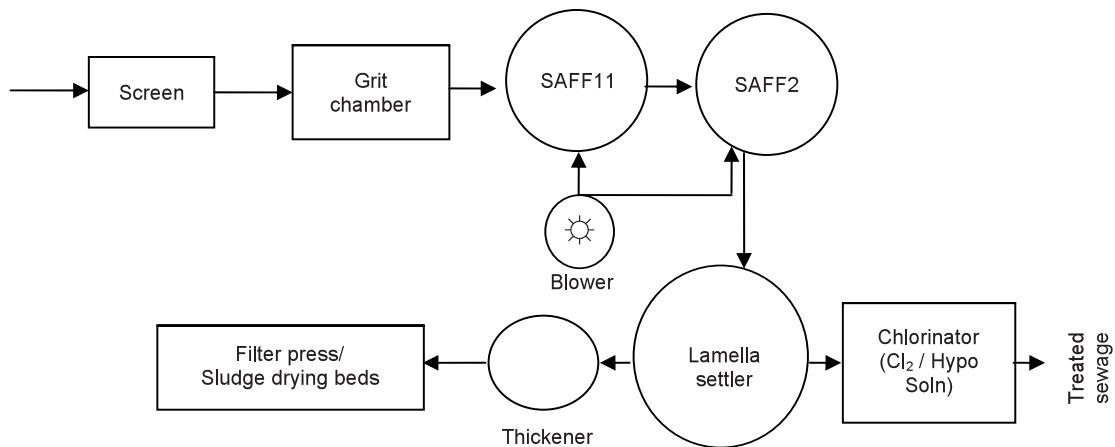 Screen
Grit
chamber
SAFF11
SAFF2
Blower
Filter press/
Sludge drying beds
Thickener
Lamella
settler
Chlorinator
(Cl₂ / Hypo
Soln)
Treated
sewage